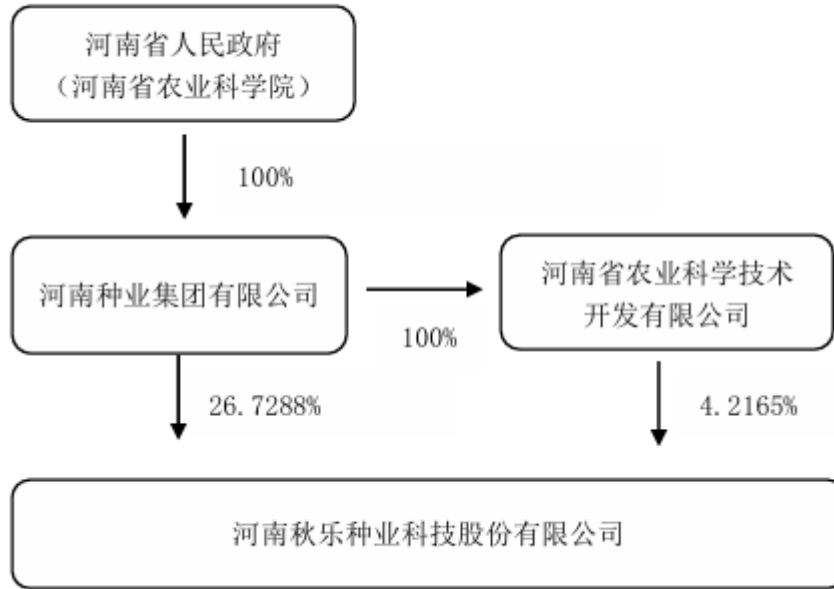 河南省人民政府
（河南省农业科学院）
100%
河南种业集团有限公司
河南省农业科学技术
开发有限公司
100%
26.7288%
4.2165%
河南秋乐种业科技股份有限公司